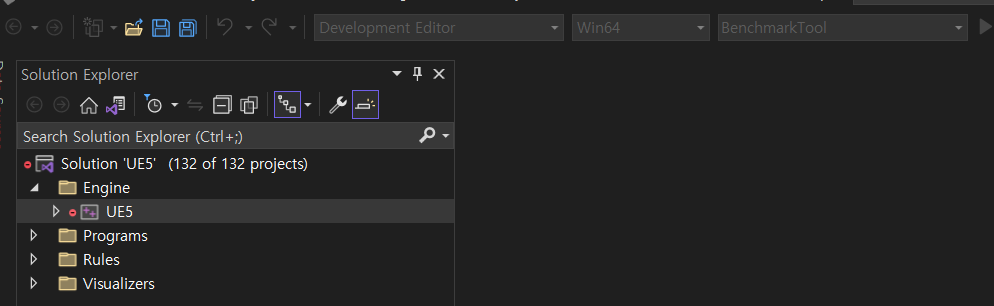 Development Editor
Win64
BenchmarkTool
Solution Explorer
Search Solution Explorer (Ctrl+;)
Solution 'UE5' (132 of 132 projects)
Engine
UE5
Programs
Rules
Visualizers